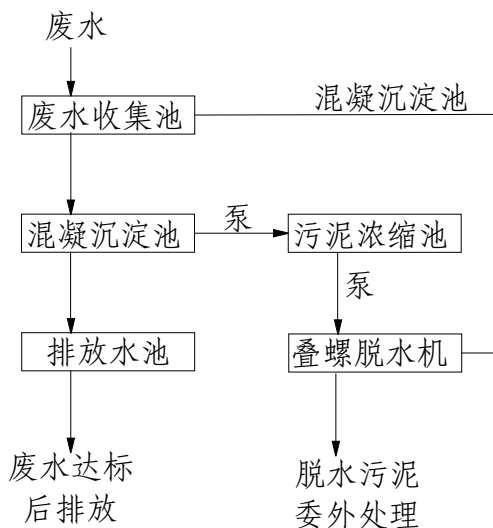 废水
混凝沉淀池
废水收集池
泵
混凝沉淀池
污泥浓缩池
泵
排放水池
叠螺脱水机
废水达标
后排放
脱水污泥
委外处理